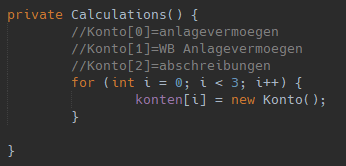 private Calculations() {
//Konto[0]=anlagevermoegen
//Konto[1]=WB Anlagevermoegen
//Konto[2]=abschreibungen
for (int i = 0; i < 3; i++) {
konten[i] = new Konto();
}
}